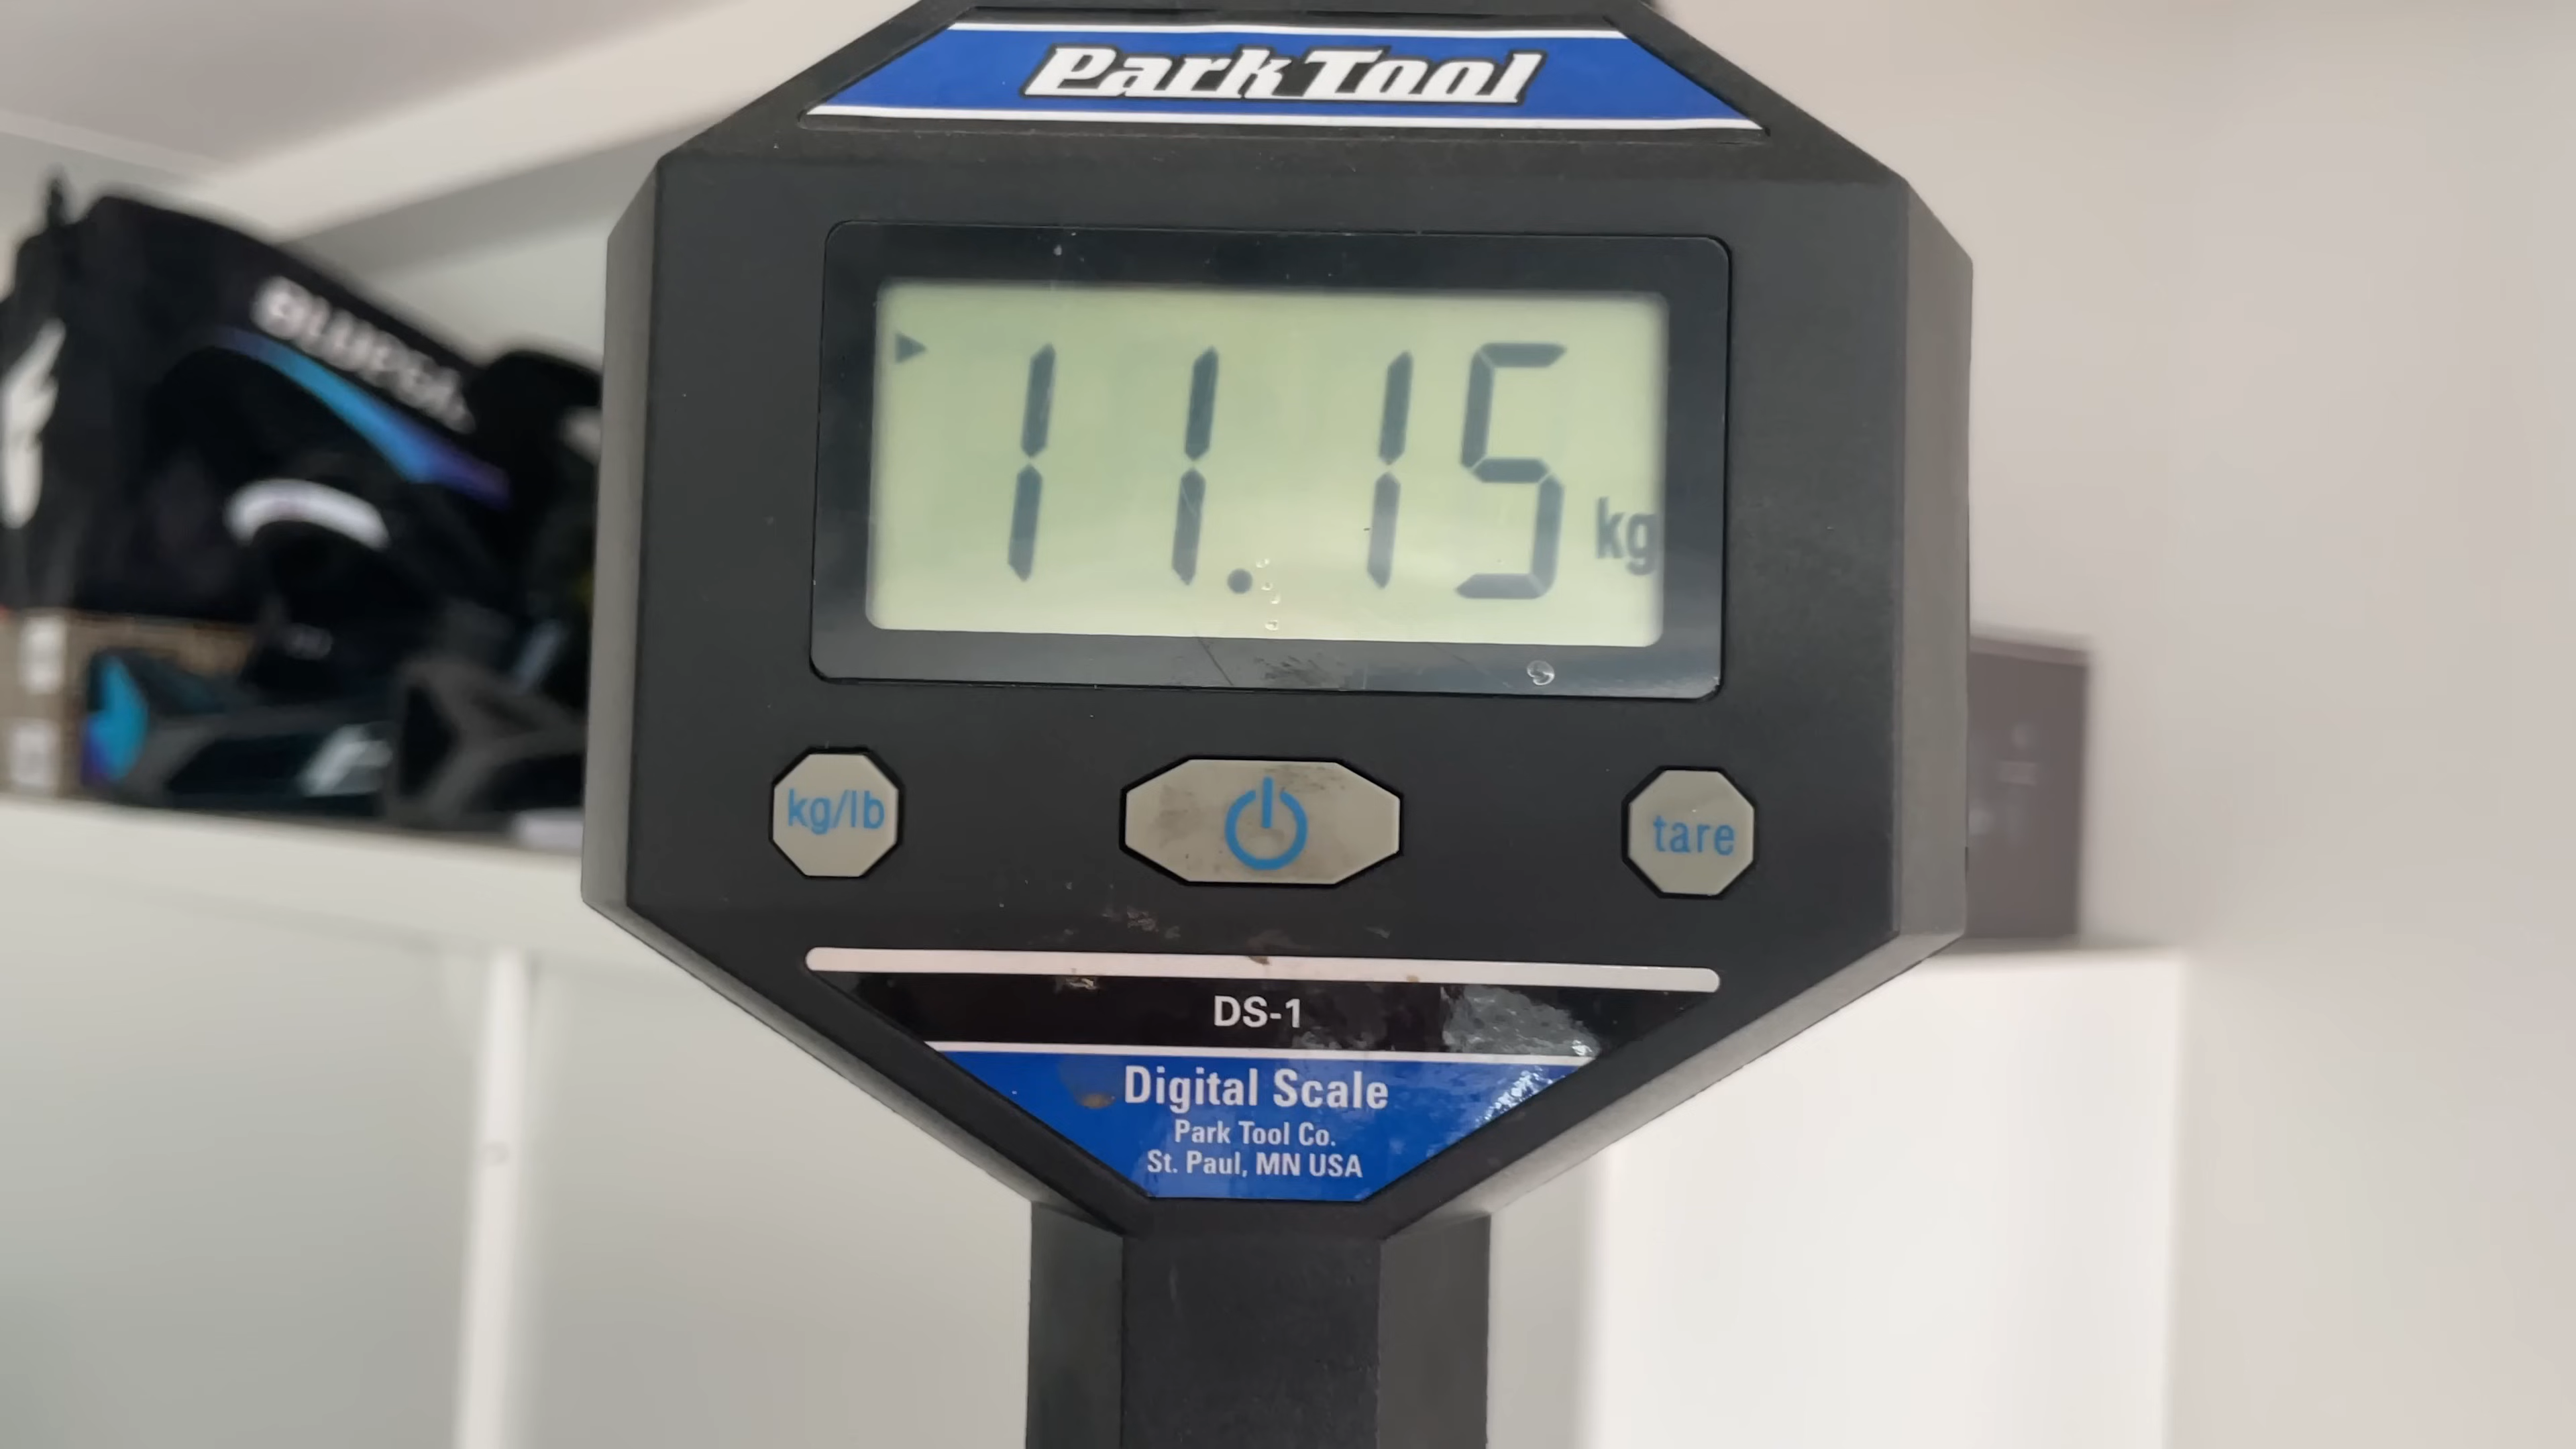 Park Tool
11.15 kg
kg/lb
tare
DS-1
Digital Scale
Park Tool Co.
St. Paul, MN USA